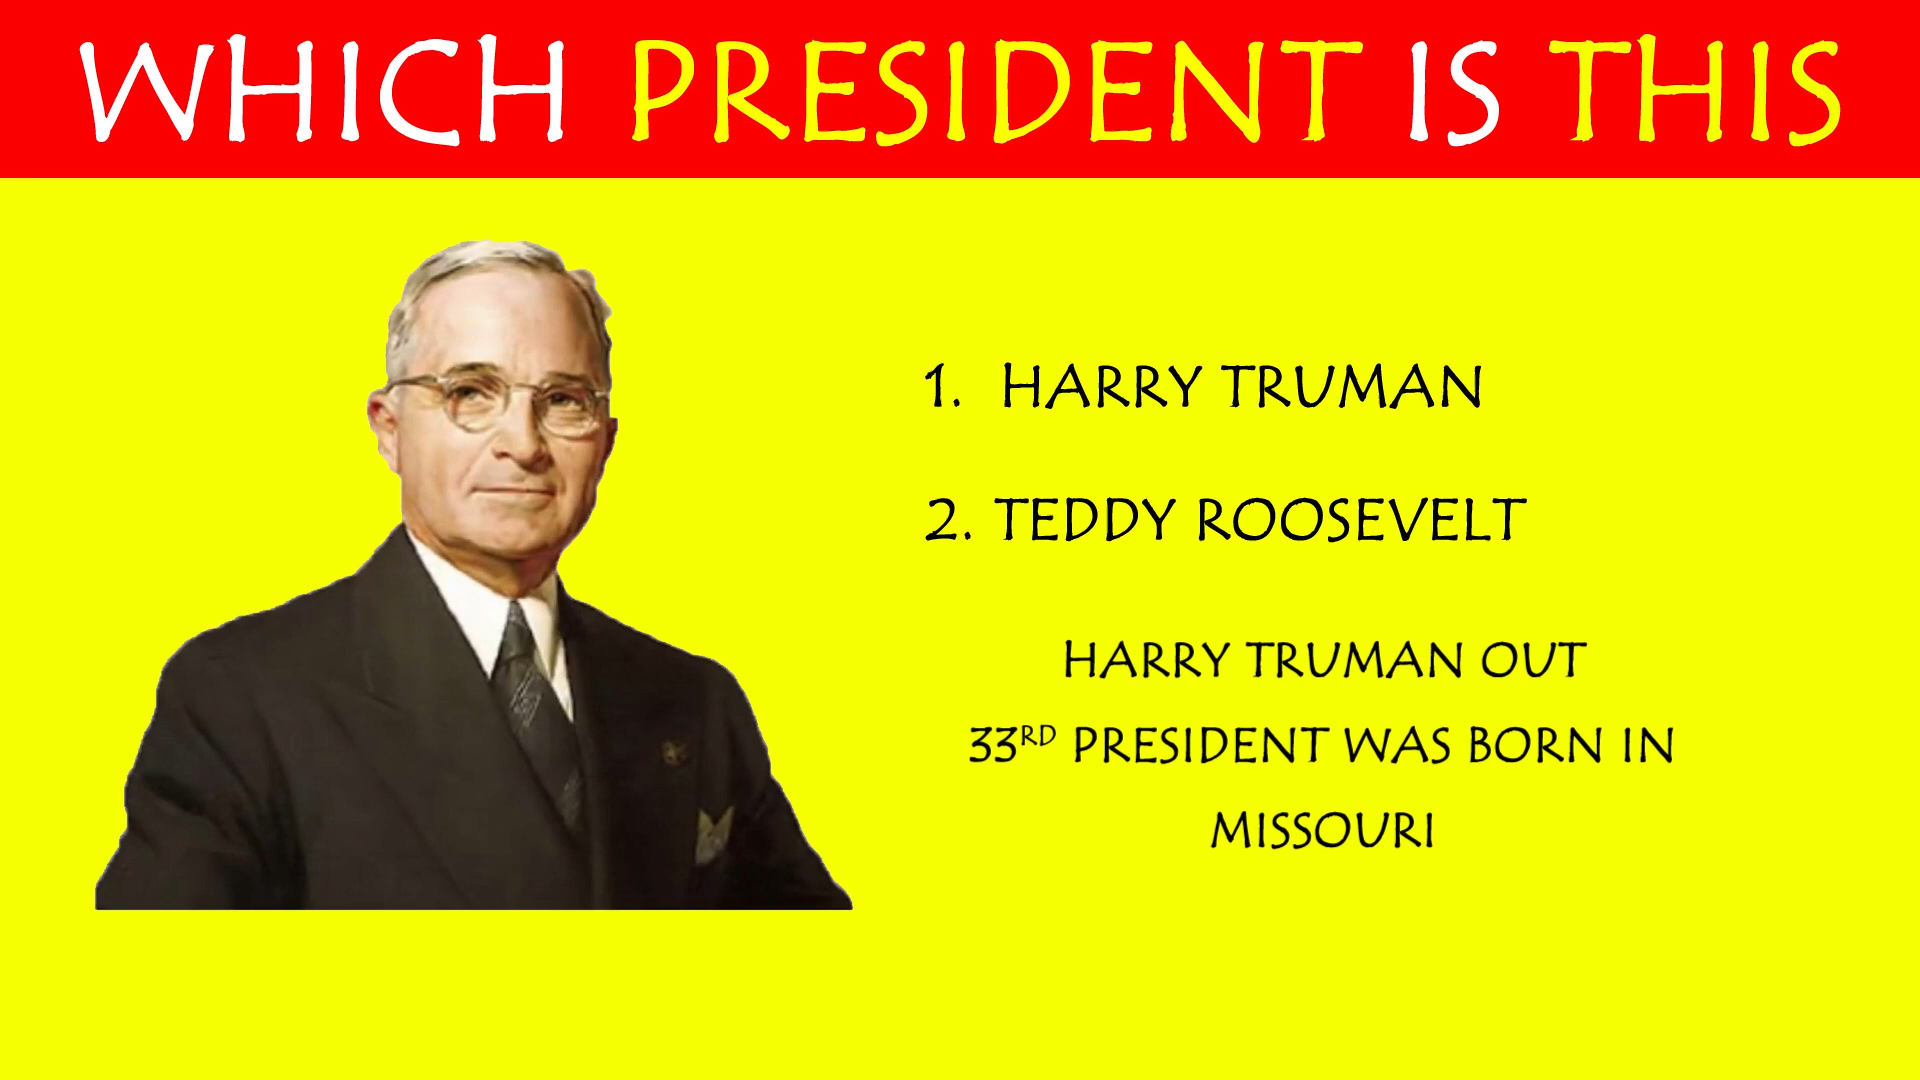 WHICH PRESIDENT IS THIS
1. HARRY TRUMAN
2. TEDDY ROOSEVELT
HARRY TRUMAN OUT
33RD PRESIDENT WAS BORN IN
MISSOURI